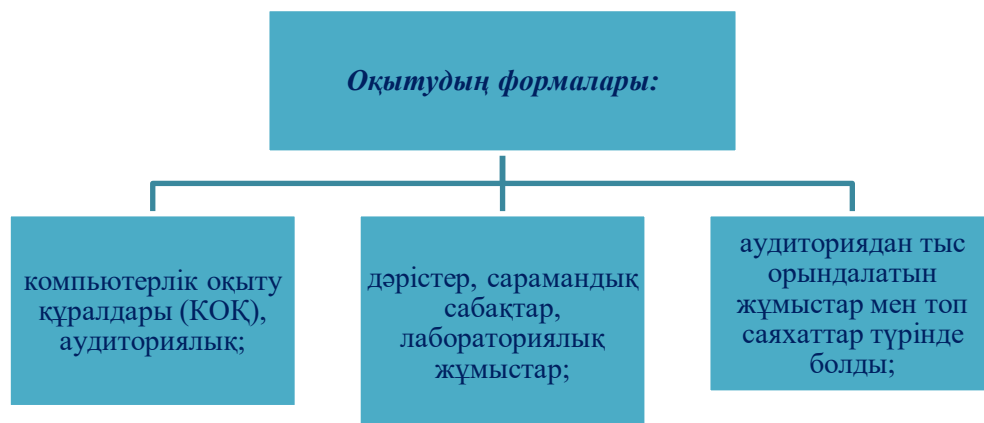 Оқытудың формалары:
компьютерлік оқыту
құралдары (КОҚ),
аудиториялық;
дәрістер, сарамандық
сабақтар,
лабораториялық
жұмыстар;
аудиториядан тыс
орындалатын
жұмыстар мен топ
саяхаттар түрінде
болды;